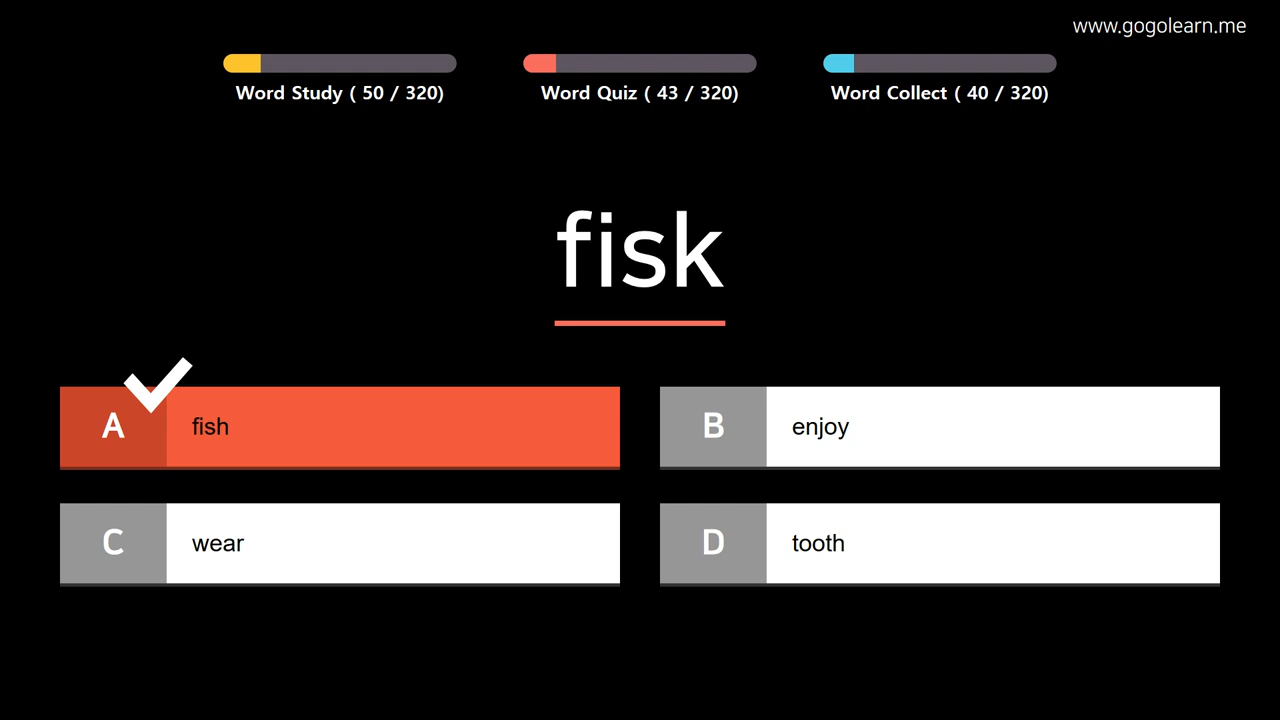 www.gogolearn.me
Word Study ( 50 / 320)
Word Quiz ( 43 / 320)
Word Collect ( 40 / 320)
fisk
A fish
B enjoy
C wear
D tooth